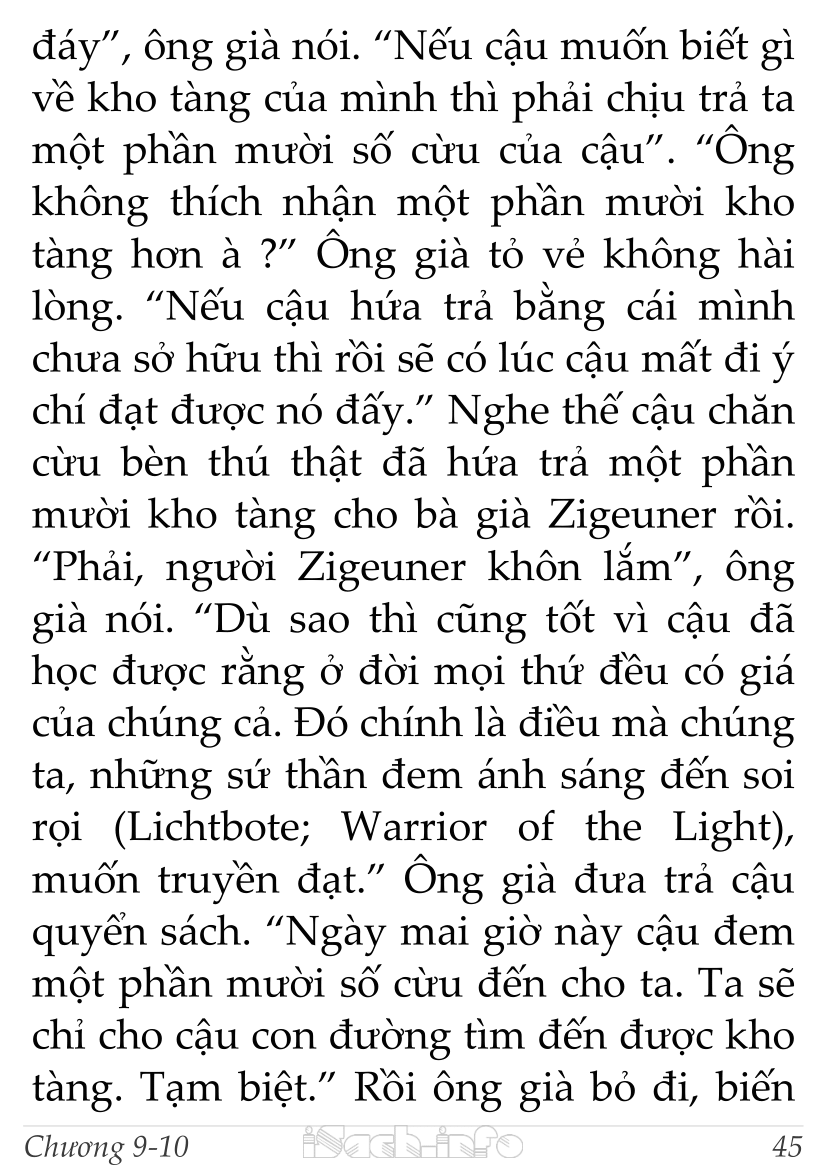 đáy”, ông già nói. “Nếu cậu muốn biết gì
về kho tàng của mình thì phải chịu trả ta
một phần mười số cừu của cậu”. “Ông
không thích nhận một phần mười kho
tàng hơn à ?” Ông già tỏ vẻ không hài
lòng. “Nếu cậu hứa trả bằng cái mình
chưa sở hữu thì rồi sẽ có lúc cậu mất đi ý
chí đạt được nó đấy.” Nghe thế cậu chăn
cừu bèn thú thật đã hứa trả một phần
mười kho tàng cho bà già Zigeuner rồi.
“Phải, người Zigeuner khôn lắm”, ông
già nói. “Dù sao thì cũng tốt vì cậu đã
học được rằng ở đời mọi thứ đều có giá
của chúng cả. Đó chính là điều mà chúng
ta, những sứ thần đem ánh sáng đến soi
rọi (Lichtbote; Warrior of the Light),
muốn truyền đạt.” Ông già đưa trả cậu
quyển sách. “Ngày mai giờ này cậu đem
một phần mười số cừu đến cho ta. Ta sẽ
chỉ cho cậu con đường tìm đến được kho
tàng. Tạm biệt.” Rồi ông già bỏ đi, biến
Chương 9-10 iSach.info 45